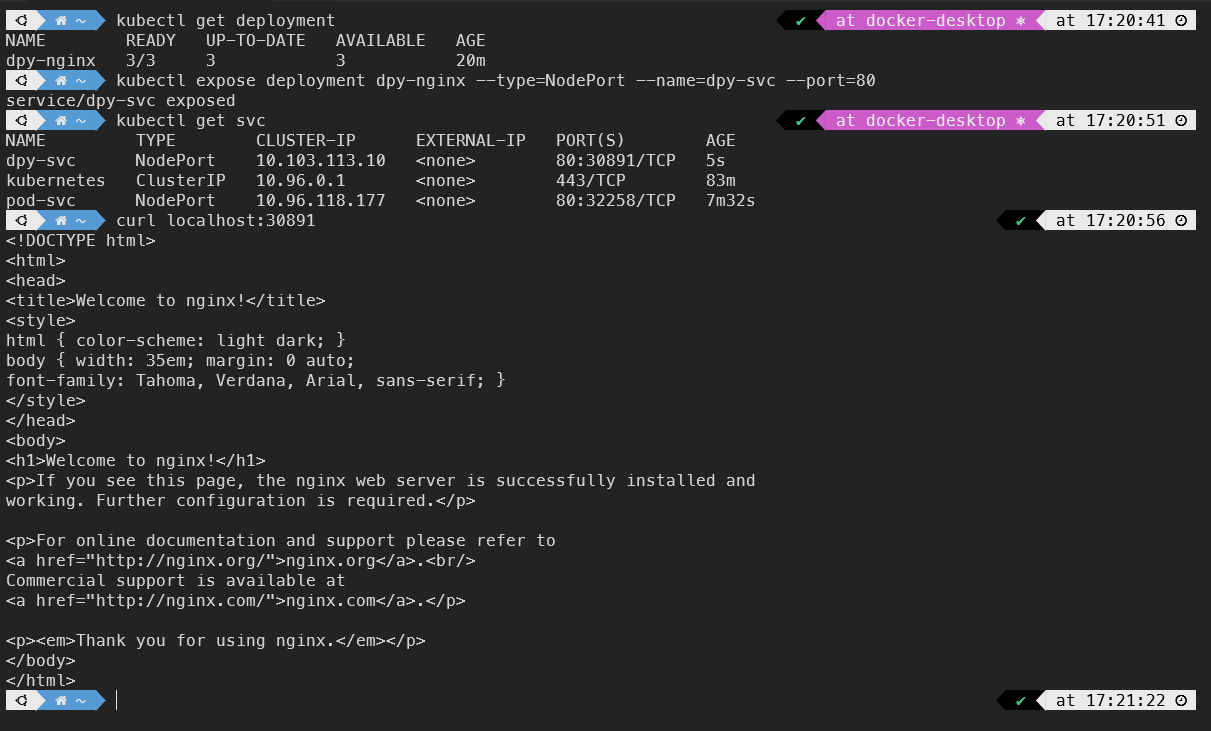 ~ kubectl get deployment ✔ at docker-desktop ⎈ at 17:20:41
NAME READY UP-TO-DATE AVAILABLE AGE
dpy-nginx 3/3 3 3 20m
~ kubectl expose deployment dpy-nginx --type=NodePort --name=dpy-svc --port=80
service/dpy-svc exposed
~ kubectl get svc ✔ at docker-desktop ⎈ at 17:20:51
NAME TYPE CLUSTER-IP EXTERNAL-IP PORT(S) AGE
dpy-svc NodePort 10.103.113.10 <none> 80:30891/TCP 5s
kubernetes ClusterIP 10.96.0.1 <none> 443/TCP 83m
pod-svc NodePort 10.96.118.177 <none> 80:32258/TCP 7m32s
~ curl localhost:30891 ✔ at 17:20:56
<!DOCTYPE html>
<html>
<head>
<title>Welcome to nginx!</title>
<style>
html { color-scheme: light dark; }
body { width: 35em; margin: 0 auto;
font-family: Tahoma, Verdana, Arial, sans-serif; }
</style>
</head>
<body>
<h1>Welcome to nginx!</h1>
<p>If you see this page, the nginx web server is successfully installed and
working. Further configuration is required.</p>

<p>For online documentation and support please refer to
<a href="http://nginx.org/">nginx.org</a>.<br/>
Commercial support is available at
<a href="http://nginx.com/">nginx.com</a>.</p>

<p><em>Thank you for using nginx.</em></p>
</body>
</html>
~ ✔ at 17:21:22